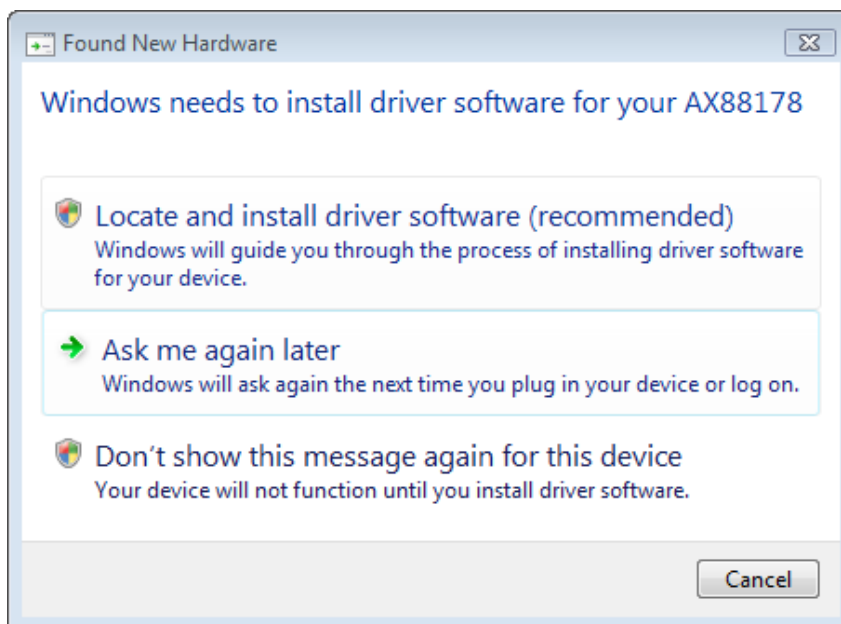 Found New Hardware
Windows needs to install driver software for your AX88178
Locate and install driver software (recommended)
Windows will guide you through the process of installing driver software
for your device.
Ask me again later
Windows will ask again the next time you plug in your device or log on.
Don't show this message again for this device
Your device will not function until you install driver software.
Cancel